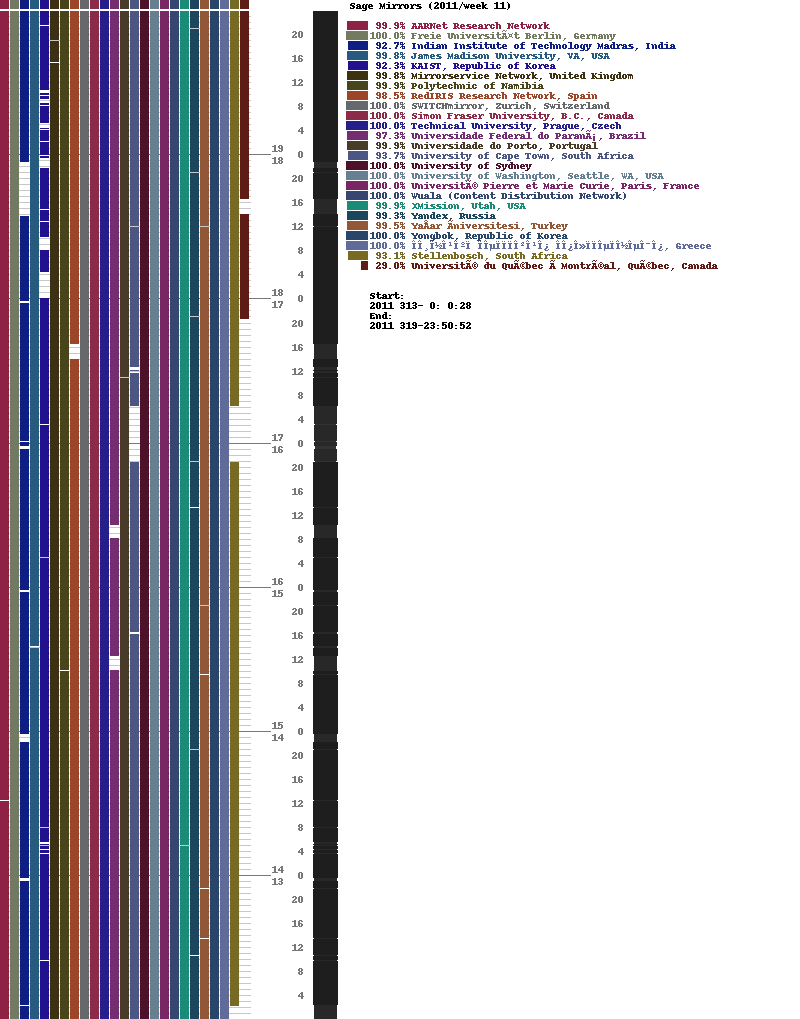 Sage Mirrors (2011/week 11)
99.9% AARNet Research Network
100.0% Freie UniversitÃ¤t Berlin, Germany
92.7% Indian Institute of Technology Madras, India
99.8% James Madison University, VA, USA
92.3% KAIST, Republic of Korea
99.8% Mirrorservice Network, United Kingdom
99.9% Polytechnic of Namibia
98.5% RedIRIS Research Network, Spain
100.0% SWITCHmirror, Zurich, Switzerland
100.0% Simon Fraser University, B.C., Canada
100.0% Technical University, Prague, Czech
97.3% Universidade Federal do ParanÃ¡, Brazil
99.9% Universidade do Porto, Portugal
93.7% University of Cape Town, South Africa
100.0% University of Sydney
100.0% University of Washington, Seattle, WA, USA
100.0% UniversitÃ© Pierre et Marie Curie, Paris, France
100.0% Wuala (Content Distribution Network)
99.9% XMission, Utah, USA
99.3% Yandex, Russia
99.5% Turkey
100.0% Yongbok, Republic of Korea
100.0% Greece
93.1% Stellenbosch, South Africa
29.0% UniversitÃ© du QuÃ©bec Ã MontrÃ©al, QuÃ©bec, Canada
Start:
2011 313- 0: 0:28
End:
2011 319-23:50:52
20
16
12
8
4
19 0
18
20
16
12
8
4
18 0
17
20
16
12
8
4
17 0
16
20
16
12
8
4
16 0
15
20
16
12
8
4
15 0
14
20
16
12
8
4
14 0
13
20
16
12
8
4